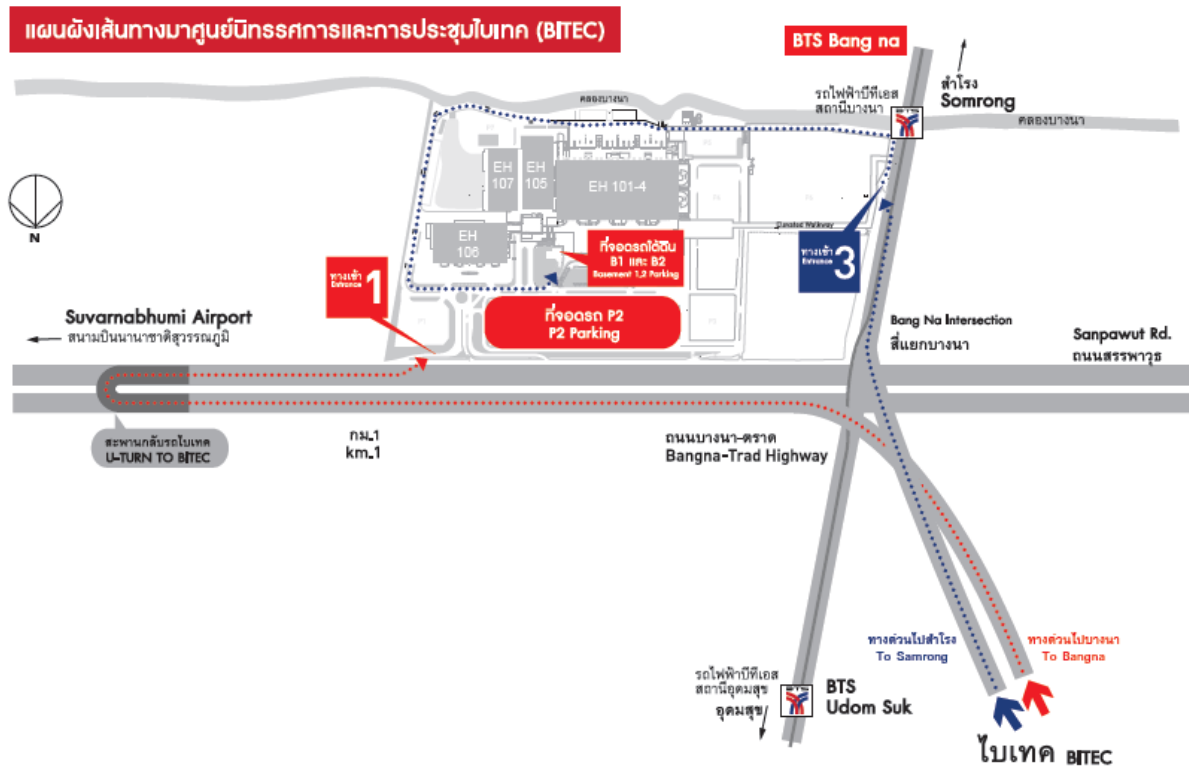 แผนผังเส้นทางมาศูนย์นิทรรศการและการประชุมไบเทค (BITEC)
BTS Bang na
สำโรง
Somrong
รถไฟฟ้าบีทีเอส
สถานีบางนา
BTS
คลองบางนา
คลองบางนา
EH
107
EH
105
EH 101-4
N
EH
106
Elevated Walkway
ที่จอดรถใต้ดิน
B1 และ B2
Basement 1,2 Parking
ทางเข้า
Entrance
3
ทางเข้า
Entrance
1
ที่จอดรถ P2
P2 Parking
P1
Suvarnabhumi Airport
สนามบินนานาชาติสุวรรณภูมิ
Bang Na Intersection
สี่แยกบางนา
Sanpawut Rd.
ถนนสรรพาวุธ
สะพานกลับรถไบเทค
U-TURN TO BITEC
กม.1
km.1
ถนนบางนา-ตราด
Bangna-Trad Highway
ทางด่วนไปสำโรง
To Samrong
ทางด่วนไปบางนา
To Bangna
รถไฟฟ้าบีทีเอส
สถานีอุดมสุข
อุดมสุข
BTS
BTS
Udom Suk
ไบเทค BITEC